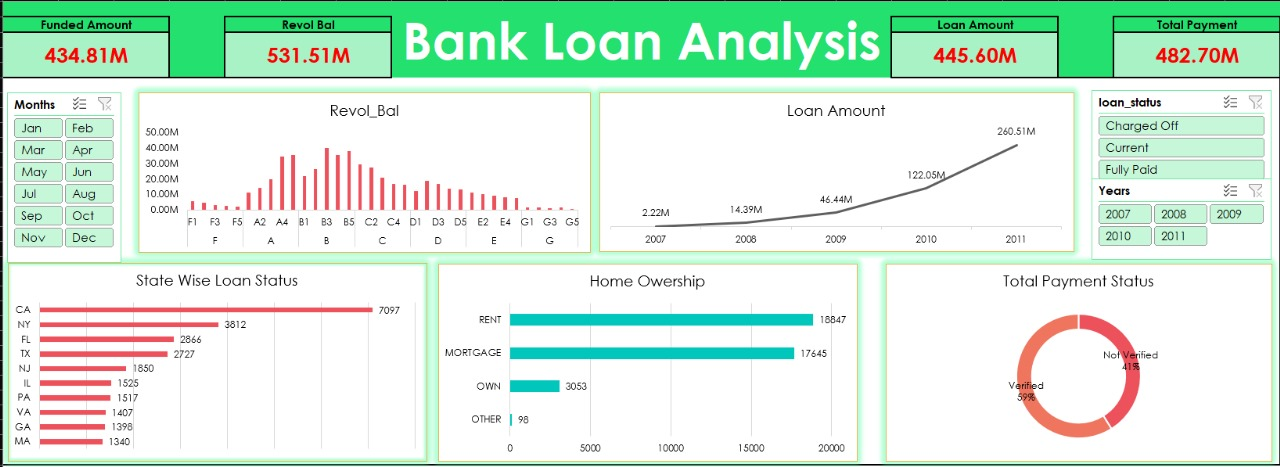 Funded Amount
434.81M
Revol Bal
531.51M
Bank Loan Analysis
Loan Amount
445.60M
Total Payment
482.70M
Months
Jan Feb
Mar Apr
May Jun
Jul Aug
Sep Oct
Nov Dec
Revol_Bal
50.00M
40.00M
30.00M
20.00M
10.00M
0.00M
F1 F3 F5 A2 A4 B1 B3 B5 C2 C4 D1 D3 D5 E2 E4 G1 G3 G5
F A B C D E G
Loan Amount
2.22M 14.39M 46.44M 122.05M 260.51M
2007 2008 2009 2010 2011
loan_status
Charged Off
Current
Fully Paid
Years
2007 2008 2009
2010 2011
State Wise Loan Status
CA 7097
NY 3812
FL 2866
TX 2727
NJ 1850
IL 1525
PA 1517
VA 1407
GA 1398
MA 1340
Home Owership
RENT 18847
MORTGAGE 17645
OWN 3053
OTHER 98
0 5000 10000 15000 20000
Total Payment Status
Not Verified
41%
Verified
59%